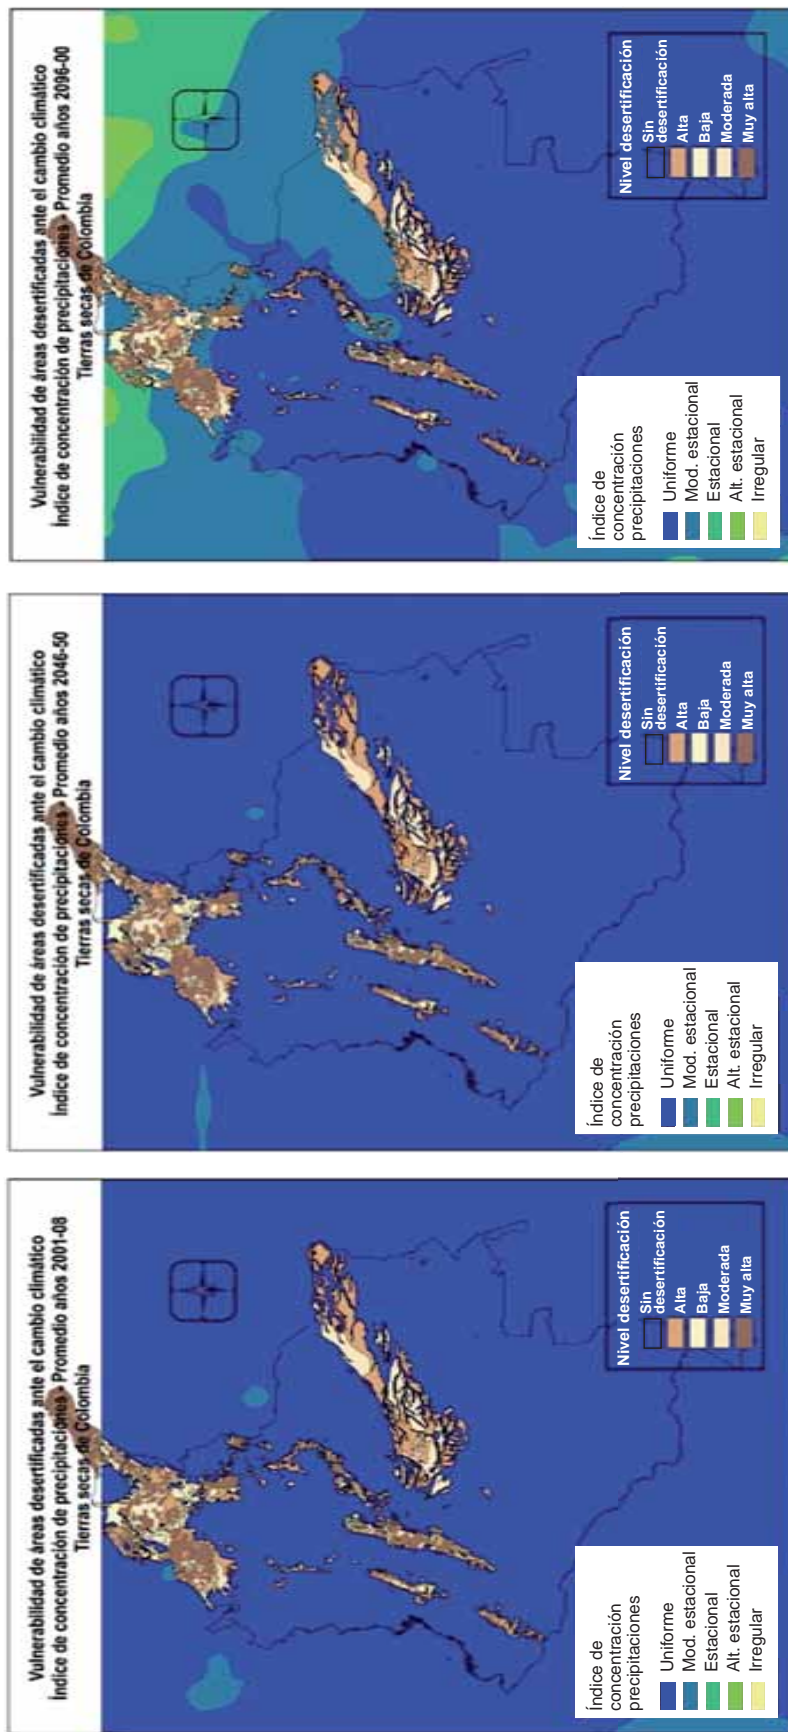 Vulnerabilidad de áreas desertificadas ante el cambio climático
Índice de concentración de precipitaciones - Promedio años 2001-08
Tierras secas de Colombia
Índice de
concentración
precipitaciones
Uniforme
Mod. estacional
Estacional
Alt. estacional
Irregular
Nivel desertificación
Sin
desertificación
Alta
Baja
Moderada
Muy alta
Vulnerabilidad de áreas desertificadas ante el cambio climático
Índice de concentración de precipitaciones - Promedio años 2046-50
Tierras secas de Colombia
Índice de
concentración
precipitaciones
Uniforme
Mod. estacional
Estacional
Alt. estacional
Irregular
Nivel desertificación
Sin
desertificación
Alta
Baja
Moderada
Muy alta
Vulnerabilidad de áreas desertificadas ante el cambio climático
Índice de concentración de precipitaciones - Promedio años 2096-00
Tierras secas de Colombia
Índice de
concentración
precipitaciones
Uniforme
Mod. estacional
Estacional
Alt. estacional
Irregular
Nivel desertificación
Sin
desertificación
Alta
Baja
Moderada
Muy alta